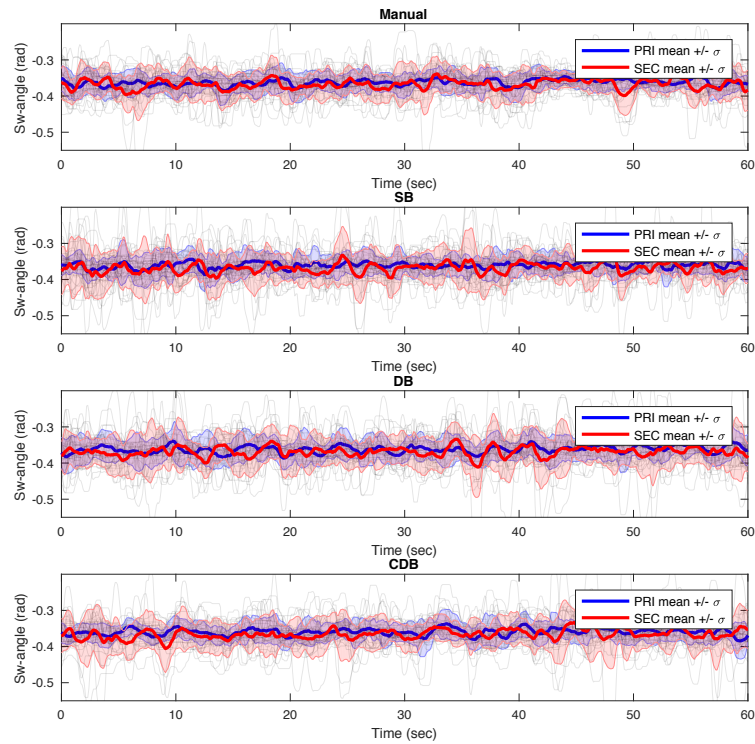 Manual
Sw-angle (rad)
-0.3
-0.4
-0.5
PRI mean +/- σ
SEC mean +/- σ
0 10 20 30 40 50 60
Time (sec)
SB
Sw-angle (rad)
-0.3
-0.4
-0.5
PRI mean +/- σ
SEC mean +/- σ
0 10 20 30 40 50 60
Time (sec)
DB
Sw-angle (rad)
-0.3
-0.4
-0.5
PRI mean +/- σ
SEC mean +/- σ
0 10 20 30 40 50 60
Time (sec)
CDB
Sw-angle (rad)
-0.3
-0.4
-0.5
PRI mean +/- σ
SEC mean +/- σ
0 10 20 30 40 50 60
Time (sec)